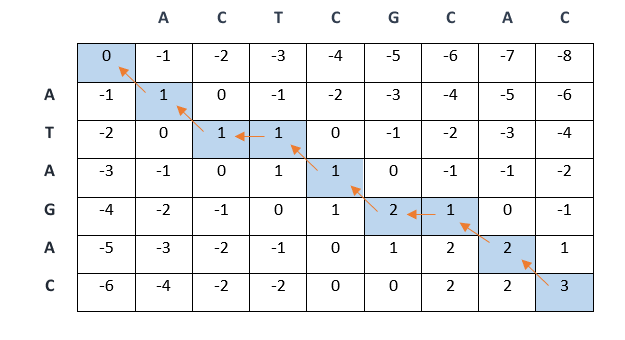 A C T C G C A C
0 -1 -2 -3 -4 -5 -6 -7 -8
A -1 1 0 -1 -2 -3 -4 -5 -6
T -2 0 1 1 0 -1 -2 -3 -4
A -3 -1 0 1 1 0 -1 -1 -2
G -4 -2 -1 0 1 2 1 0 -1
A -5 -3 -2 -1 0 1 2 2 1
C -6 -4 -2 -2 0 0 2 2 3